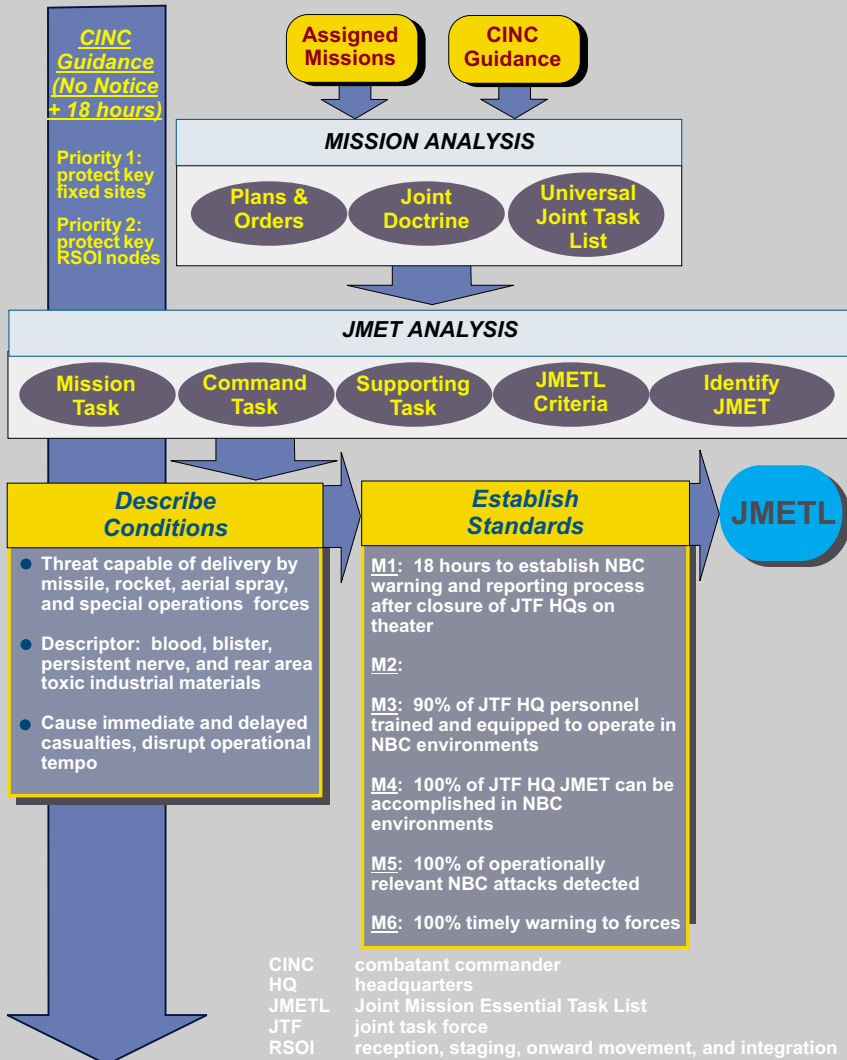 CINC
Guidance
(No Notice
+ 18 hours)
Priority 1:
protect key
fixed sites
Priority 2:
protect key
RSOI nodes
Assigned
Missions
CINC
Guidance
MISSION ANALYSIS
Plans &
Orders
Joint
Doctrine
Universal
Joint Task
List
JMET ANALYSIS
Mission
Task
Command
Task
Supporting
Task
JMETL
Criteria
Identify
JMET
Describe
Conditions
Threat capable of delivery by
missile, rocket, aerial spray,
and special operations forces
Descriptor: blood, blister,
persistent nerve, and rear area
toxic industrial materials
Cause immediate and delayed
casualties, disrupt operational
tempo
Establish
Standards
M1: 18 hours to establish NBC
warning and reporting process
after closure of JTF HQs on
theater
M2:
M3: 90% of JTF HQ personnel
trained and equipped to operate in
NBC environments
M4: 100% of JTF HQ JMET can be
accomplished in NBC
environments
M5: 100% of operationally
relevant NBC attacks detected
M6: 100% timely warning to forces
JMETL
CINC combatant commander
HQ headquarters
JMETL Joint Mission Essential Task List
JTF joint task force
RSOI reception, staging, onward movement, and integration